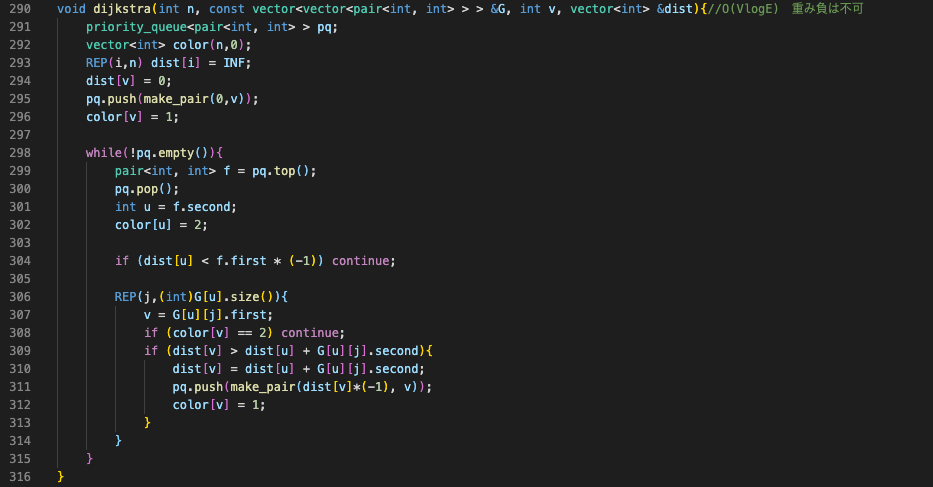 290 void dijkstra(int n, const vector<vector<pair<int, int> > > &G, int v, vector<int> &dist){//O(VlogE)　重み負は不可
291     priority_queue<pair<int, int> > pq;
292     vector<int> color(n,0);
293     REP(i,n) dist[i] = INF;
294     dist[v] = 0;
295     pq.push(make_pair(0,v));
296     color[v] = 1;
297
298     while(!pq.empty()){
299         pair<int, int> f = pq.top();
300         pq.pop();
301         int u = f.second;
302         color[u] = 2;
303
304         if (dist[u] < f.first * (-1)) continue;
305
306         REP(j,(int)G[u].size()){
307             v = G[u][j].first;
308             if (color[v] == 2) continue;
309             if (dist[v] > dist[u] + G[u][j].second){
310                 dist[v] = dist[u] + G[u][j].second;
311                 pq.push(make_pair(dist[v]*(-1), v));
312                 color[v] = 1;
313             }
314         }
315     }
316 }